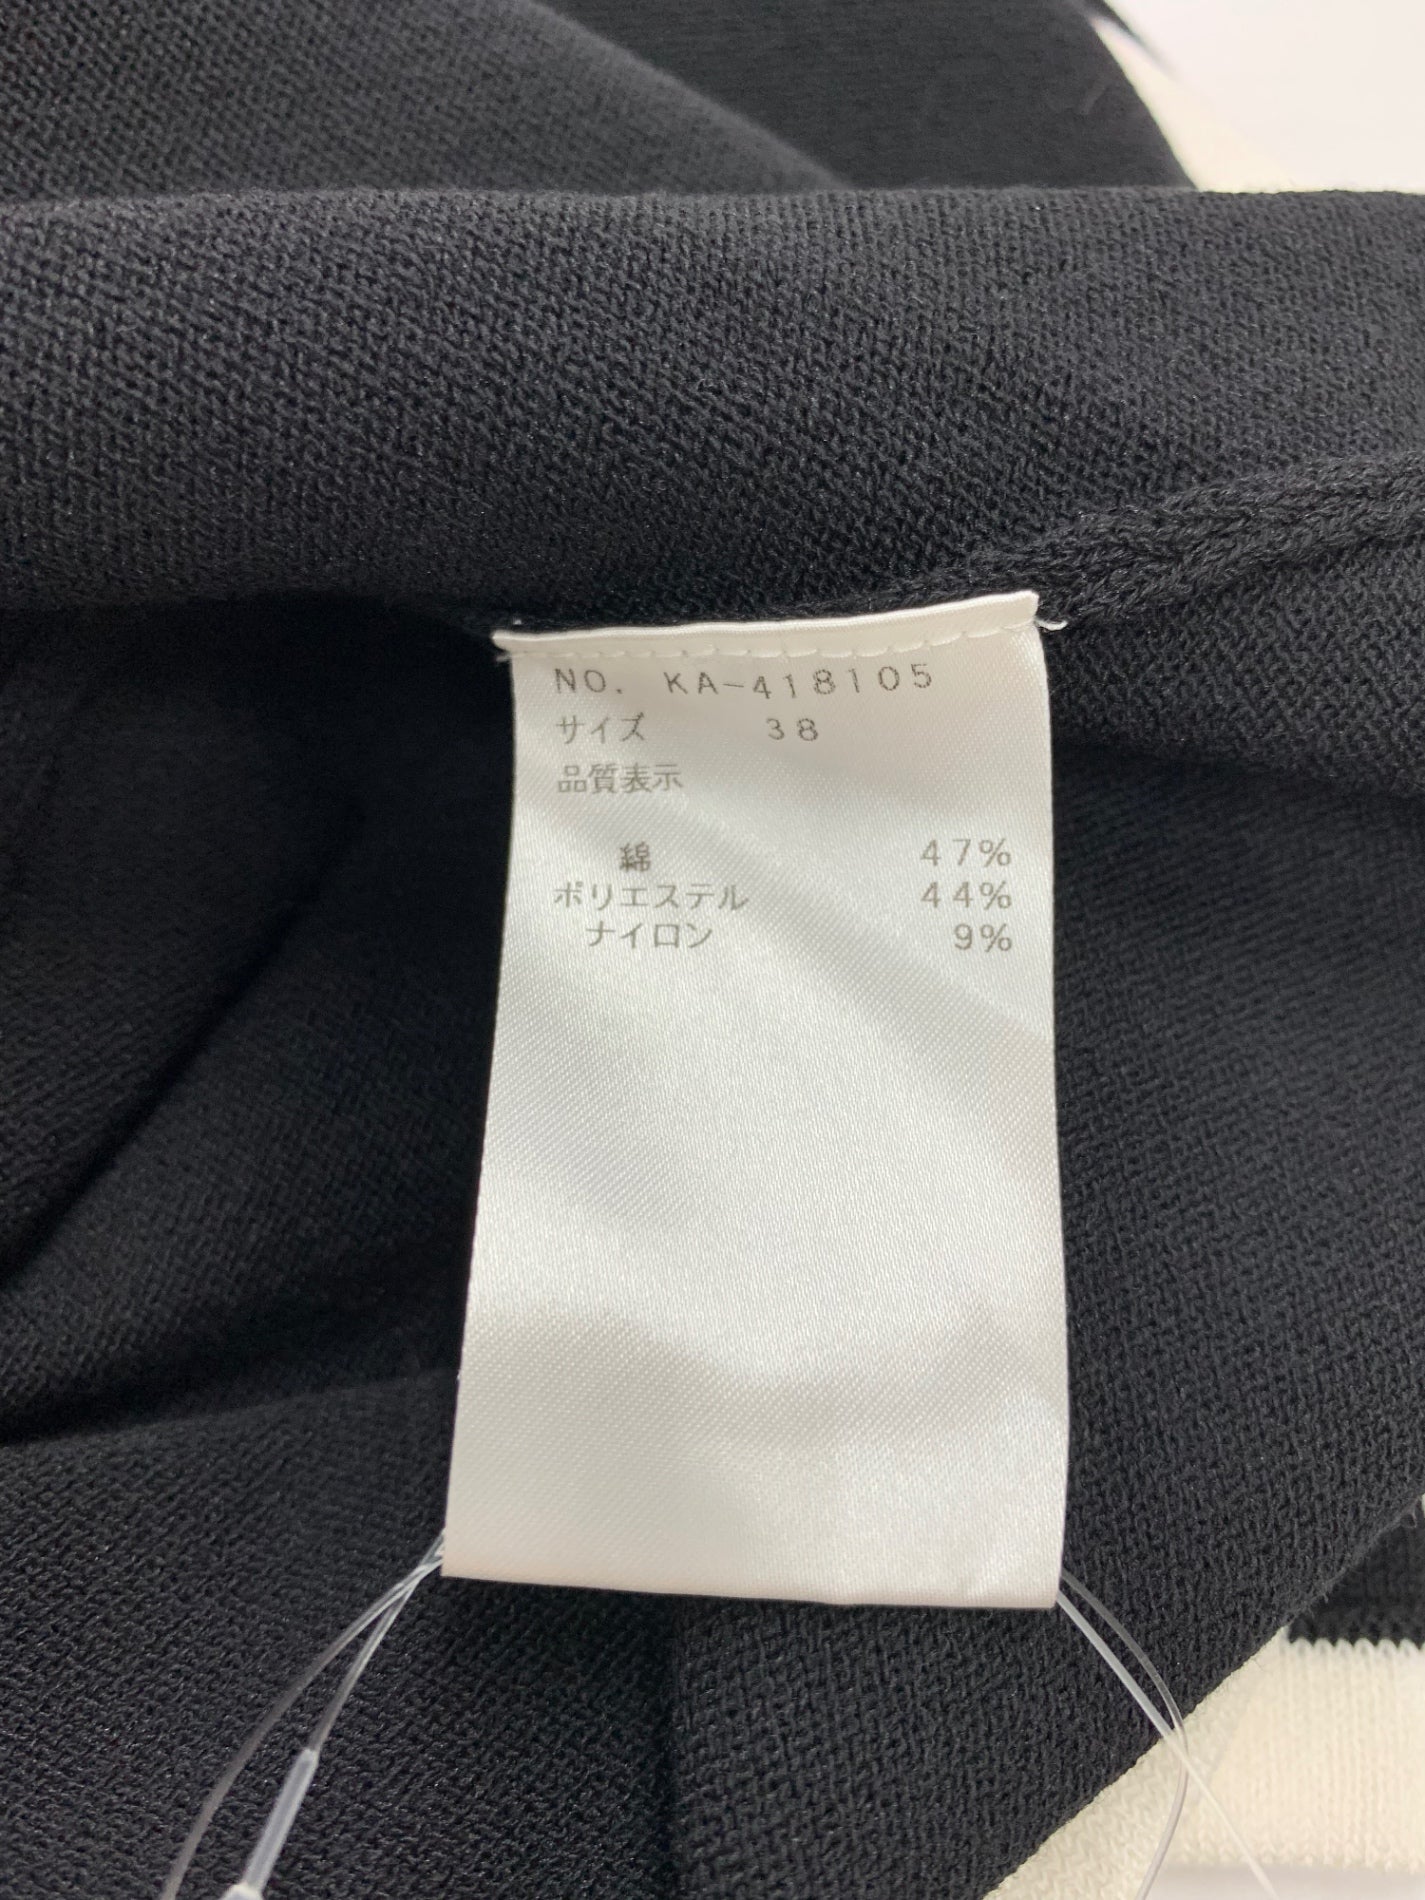 NO. KA-418105
サイズ 38
品質表示
綿 47%
ポリエステル 44%
ナイロン 9%